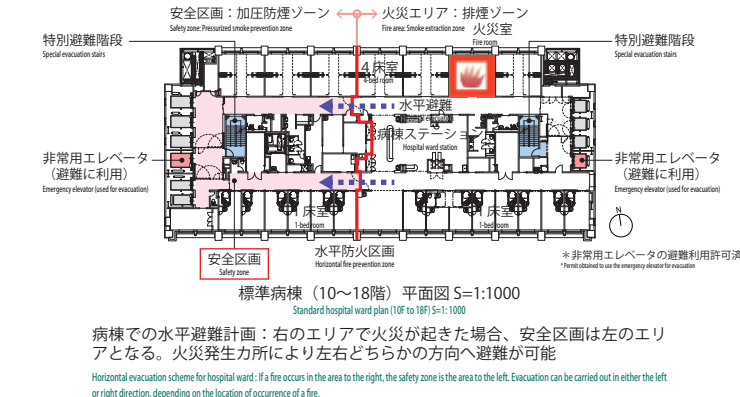 安全区画：加圧防煙ゾーン
Safety zone: Pressurized smoke prevention zone
火災エリア：排煙ゾーン
Fire area: Smoke extraction zone
火災室
Fire room
特別避難階段
Special evacuation stairs
特別避難階段
Special evacuation stairs
4床室
4-bed room
水平避難
病棟ステーション
Hospital ward station
非常用エレベータ
（避難に利用）
Emergency elevator (used for evacuation)
非常用エレベータ
（避難に利用）
Emergency elevator (used for evacuation)
1床室
1-bed room
床室
1-bed room
N
安全区画
Safety zone
水平防火区画
Horizontal fire prevention zone
＊非常用エレベータの避難利用許可済
* Permit obtained to use the emergency elevator for evacuation
標準病棟（10〜18階）平面図 S=1:1000
Standard hospital ward plan (10F to 18F) S=1: 1000
病棟での水平避難計画：右のエリアで火災が起きた場合、安全区画は左のエリ
アとなる。火災発生カ所により左右どちらかの方向へ避難が可能
Horizontal evacuation scheme for hospital ward : If a fire occurs in the area to the right, the safety zone is the area to the left. Evacuation can be carried out in either the left
or right direction, depending on the location of occurrence of a fire.